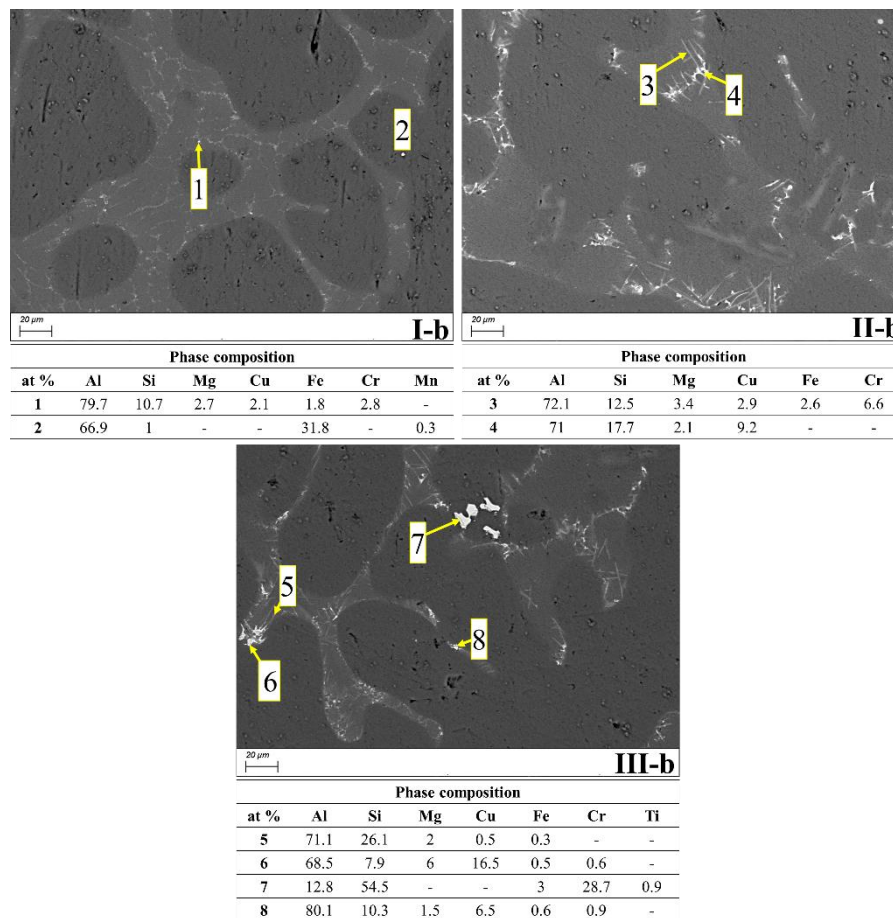 1
2
3
4
20 µm
I-b
20 µm
II-b
Phase composition
at % Al Si Mg Cu Fe Cr Mn
1 79.7 10.7 2.7 2.1 1.8 2.8 -
2 66.9 1 - - 31.8 - 0.3
Phase composition
at % Al Si Mg Cu Fe Cr
3 72.1 12.5 3.4 2.9 2.6 6.6
4 71 17.7 2.1 9.2 - -
5
6
7
8
20 µm
III-b
Phase composition
at % Al Si Mg Cu Fe Cr Ti
5 71.1 26.1 2 0.5 0.3 - -
6 68.5 7.9 6 16.5 0.5 0.6 -
7 12.8 54.5 - - 3 28.7 0.9
8 80.1 10.3 1.5 6.5 0.6 0.9 -